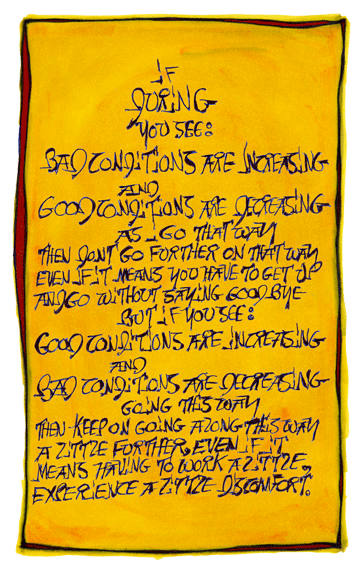 IF
DURING
YOU SEE:
BAD CONDITIONS ARE INCREASING
AND
GOOD CONDITIONS ARE DECREASING
AS I GO THAT WAY
THEN DON'T GO FURTHER ON THAT WAY
EVEN IF IT MEANS YOU HAVE TO GET UP
AND GO WITHOUT SAYING GOOD BYE
BUT IF YOU SEE:
GOOD CONDITIONS ARE INCREASING
AND
BAD CONDITIONS ARE DECREASING
GOING THIS WAY
THEN KEEP ON GOING ALONG THIS WAY
A LITTLE FURTHER, EVEN IF IT
MEANS HAVING TO WORK A LITTLE,
EXPERIENCE A LITTLE DISCOMFORT.